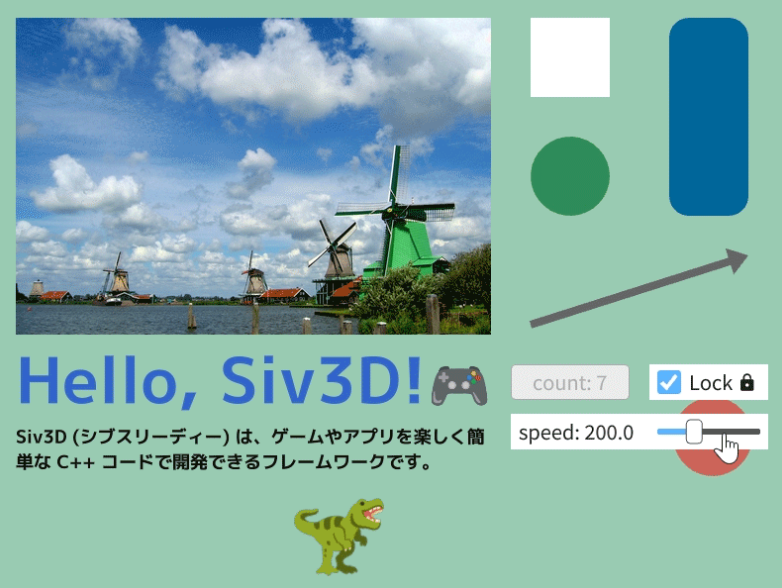 Hello, Siv3D!
Siv3D (シブスリーディー) は、ゲームやアプリを楽しく簡
単な C++ コードで開発できるフレームワークです。
count: 7
Lock
speed: 200.0